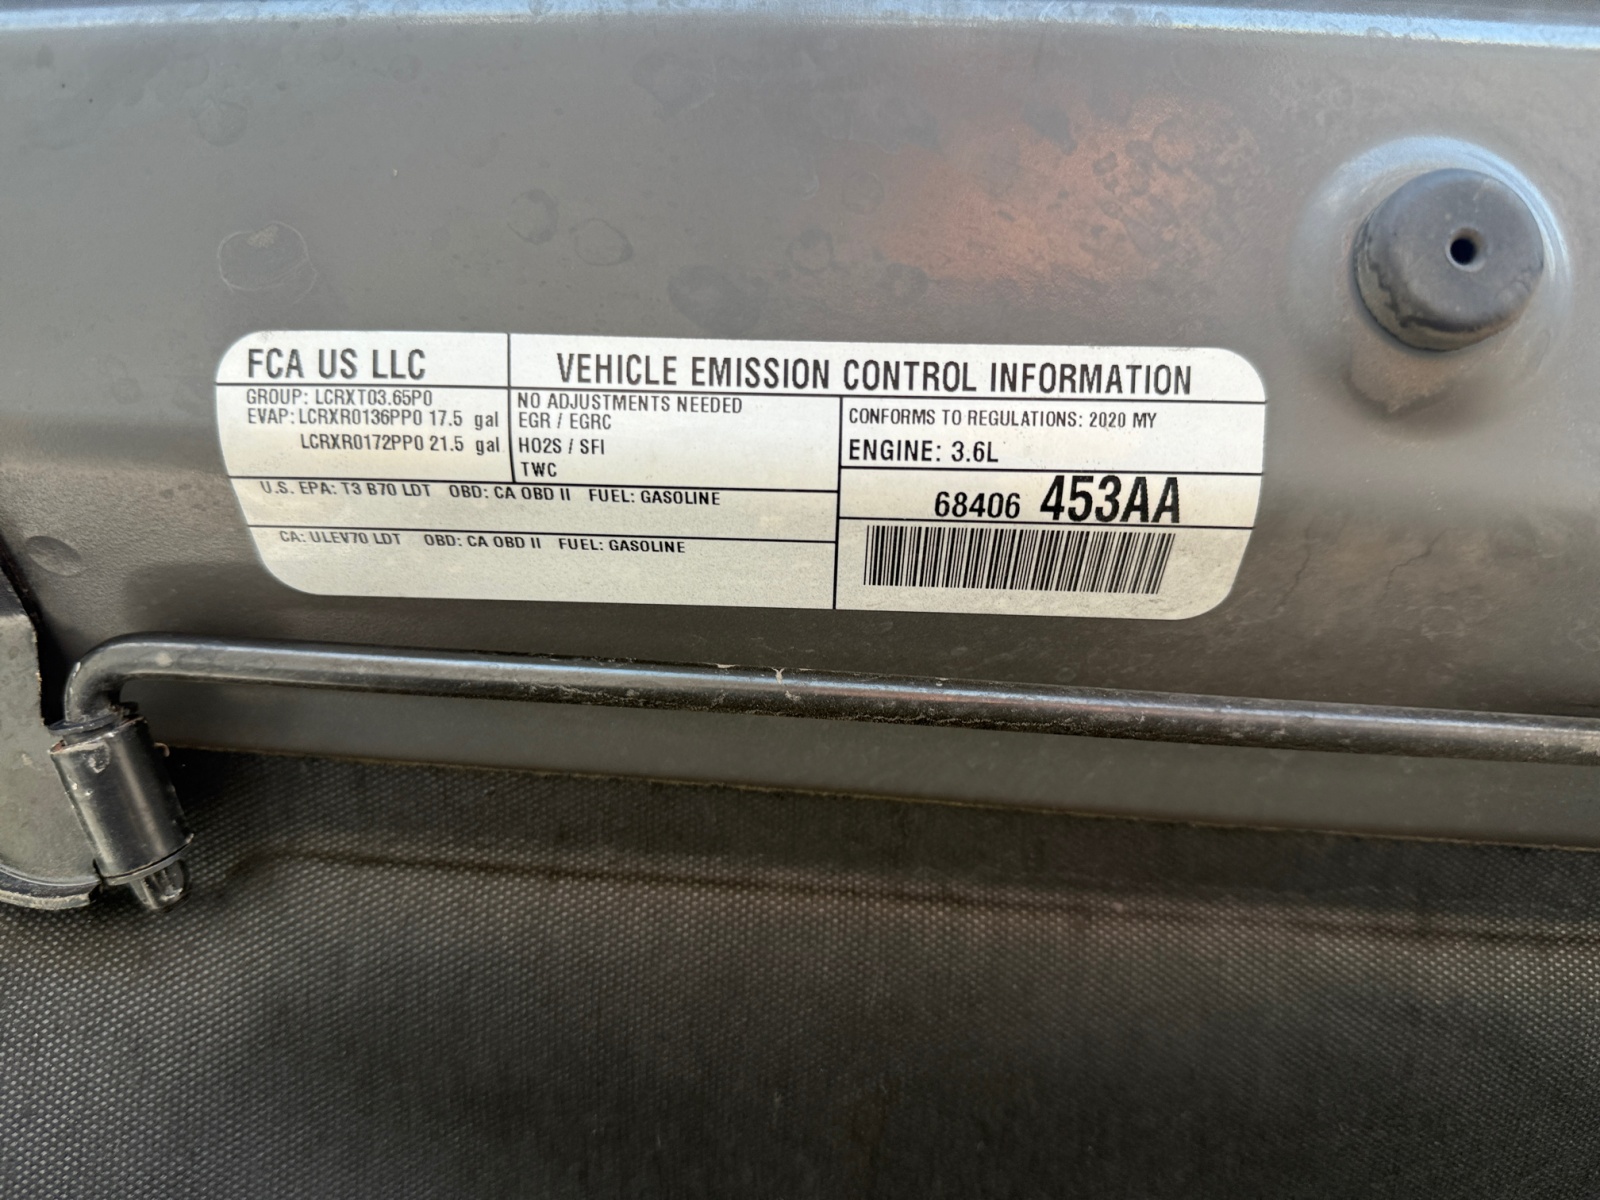 FCA US LLC
VEHICLE EMISSION CONTROL INFORMATION
GROUP: LCRXT03.65P0
EVAP: LCRXR0136PP0 17.5 gal
LCRXR0172PP0 21.5 gal
NO ADJUSTMENTS NEEDED
EGR / EGRC
HO2S / SFI
TWC
CONFORMS TO REGULATIONS: 2020 MY
ENGINE: 3.6L
U.S. EPA: T3 B70 LDT OBD: CA OBD II FUEL: GASOLINE
68406 453AA
CA: ULEV70 LDT OBD: CA OBD II FUEL: GASOLINE